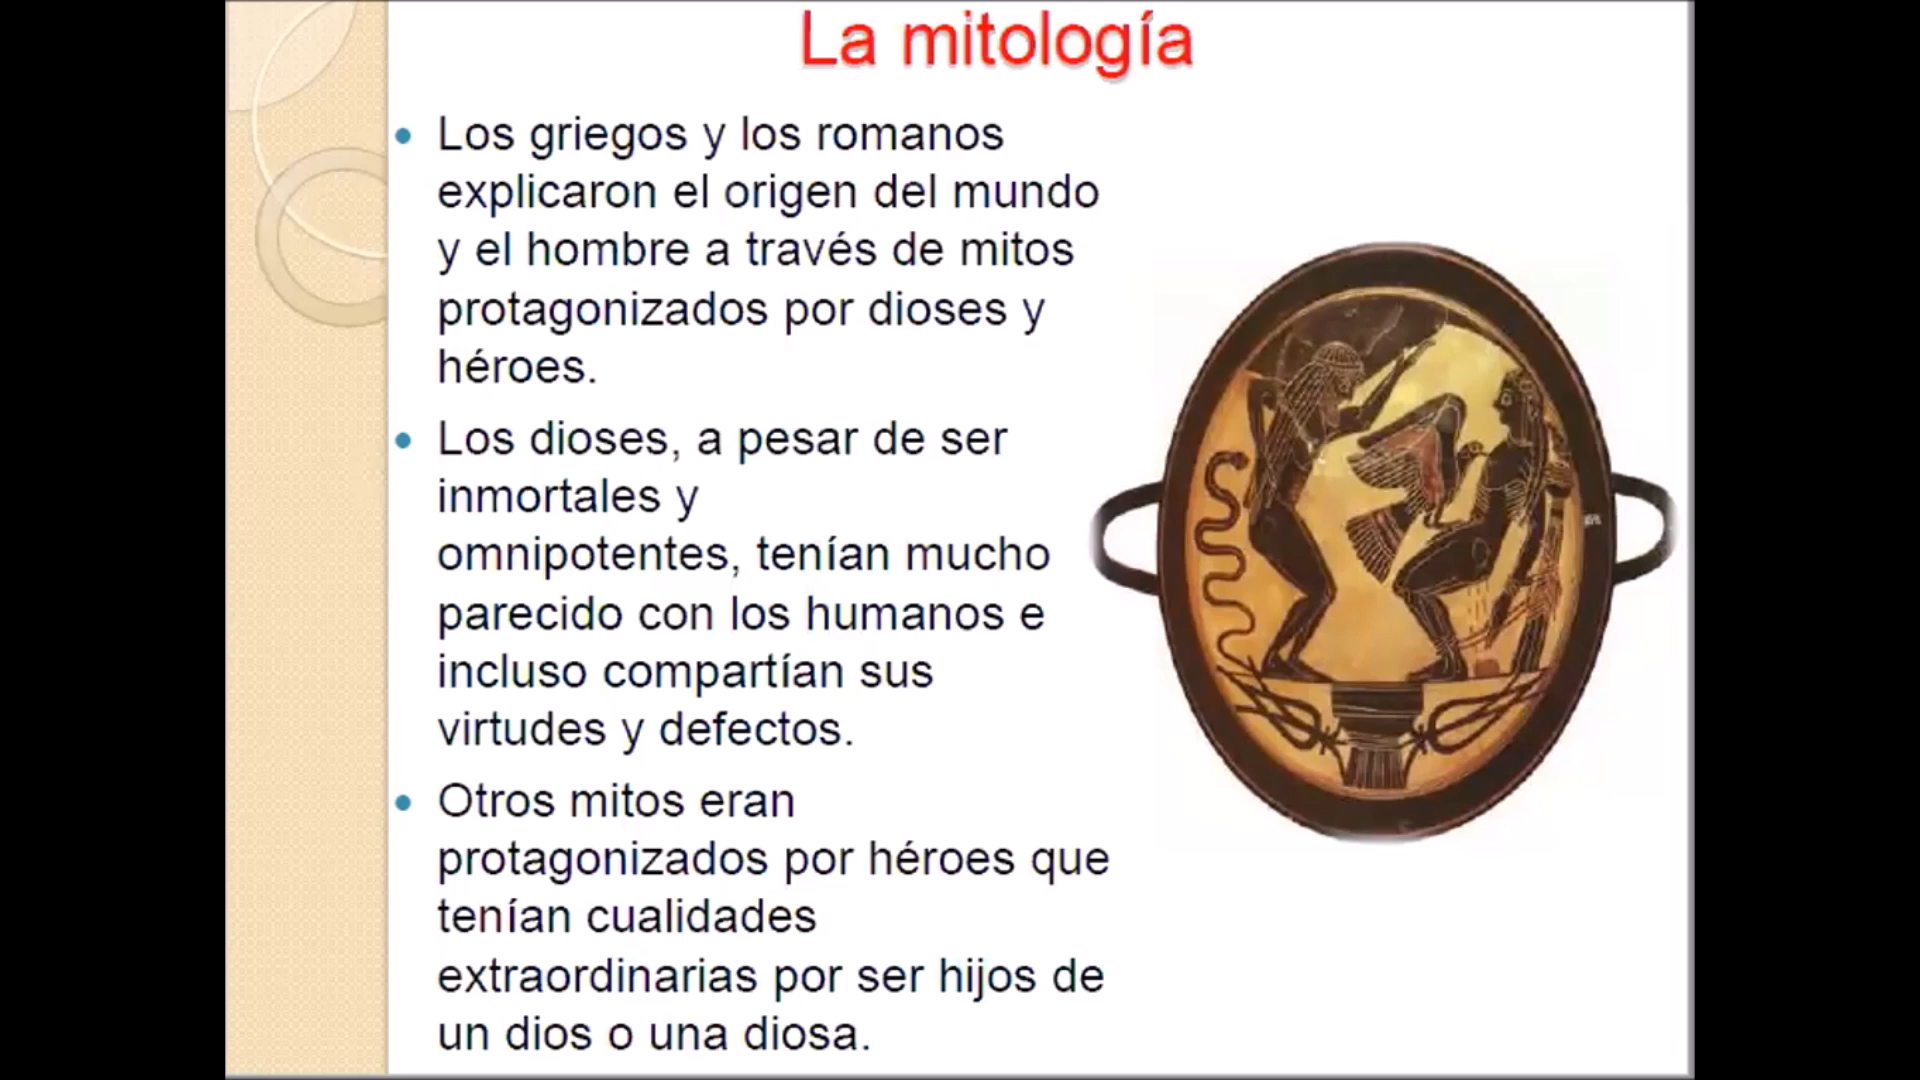 La mitología
• Los griegos y los romanos
explicaron el origen del mundo
y el hombre a través de mitos
protagonizados por dioses y
héroes.
• Los dioses, a pesar de ser
inmortales y
omnipotentes, tenían mucho
parecido con los humanos e
incluso compartían sus
virtudes y defectos.
• Otros mitos eran
protagonizados por héroes que
tenían cualidades
extraordinarias por ser hijos de
un dios o una diosa.